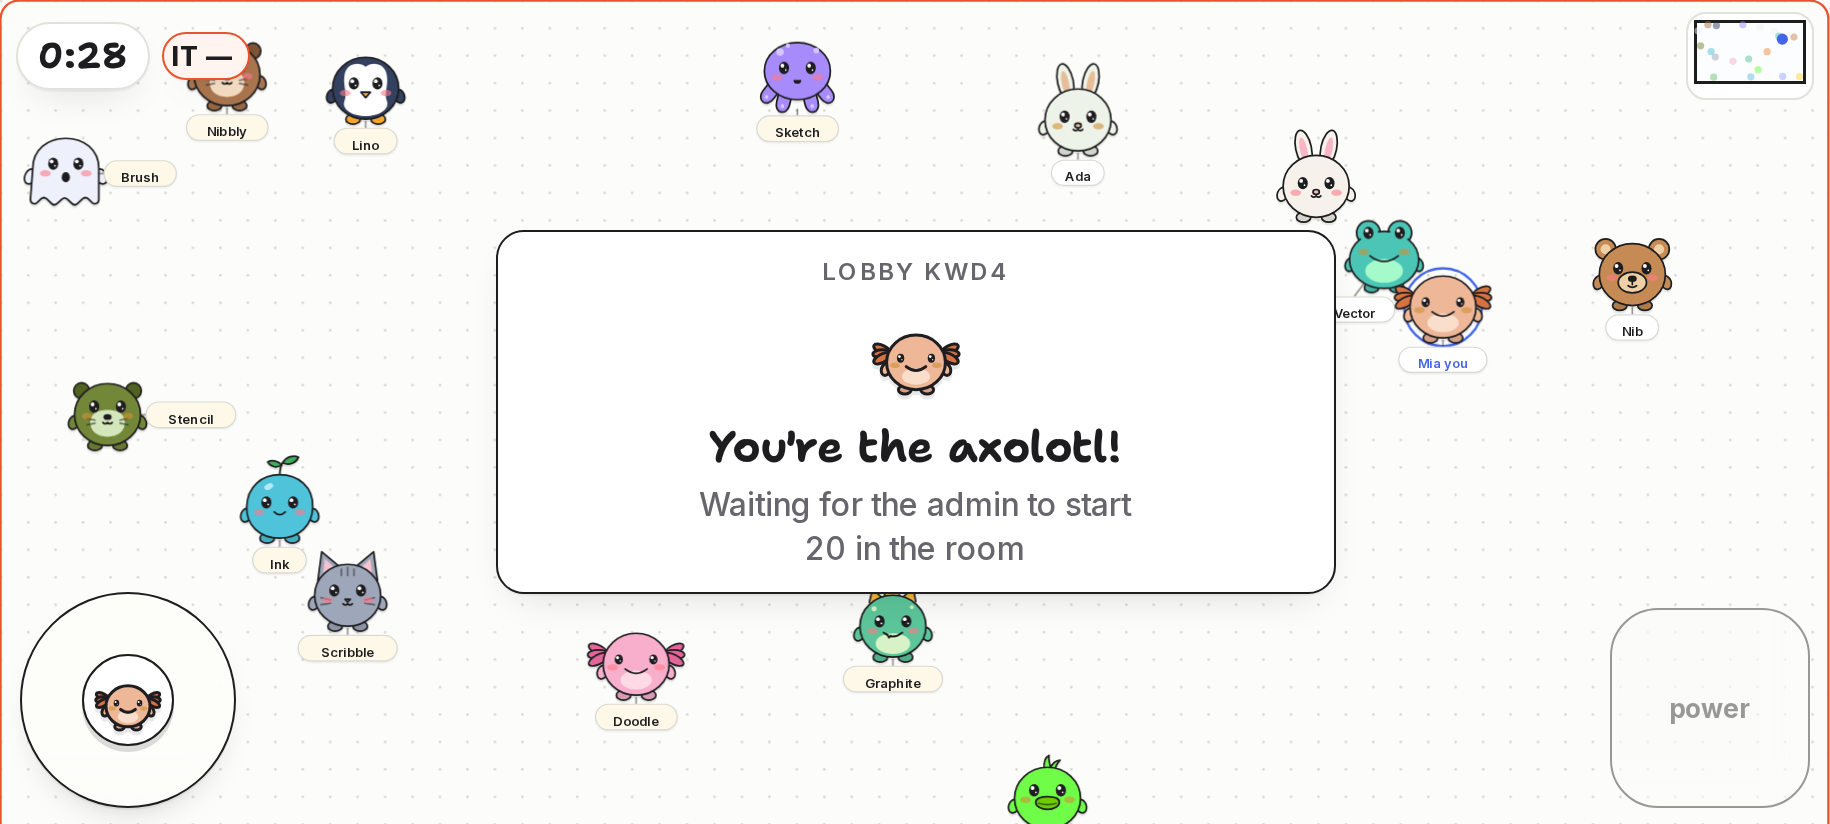 0:28
IT —
Nibbly
Lino
Sketch
Ada
Brush
LOBBY KWD4
Vector
Nib
Mia you
Stencil
You're the axolotl!
Waiting for the admin to start
20 in the room
Ink
Scribble
Graphite
Doodle
power